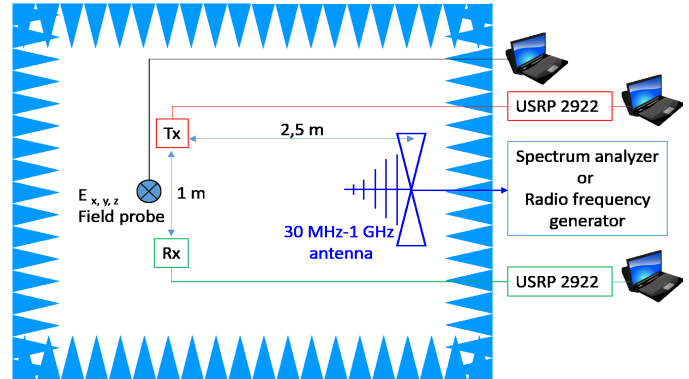 USRP 2922
Tx
2,5 m
Spectrum analyzer
or
Radio frequency
generator
E x, y, z
Field probe
1 m
30 MHz-1 GHz
antenna
Rx
USRP 2922